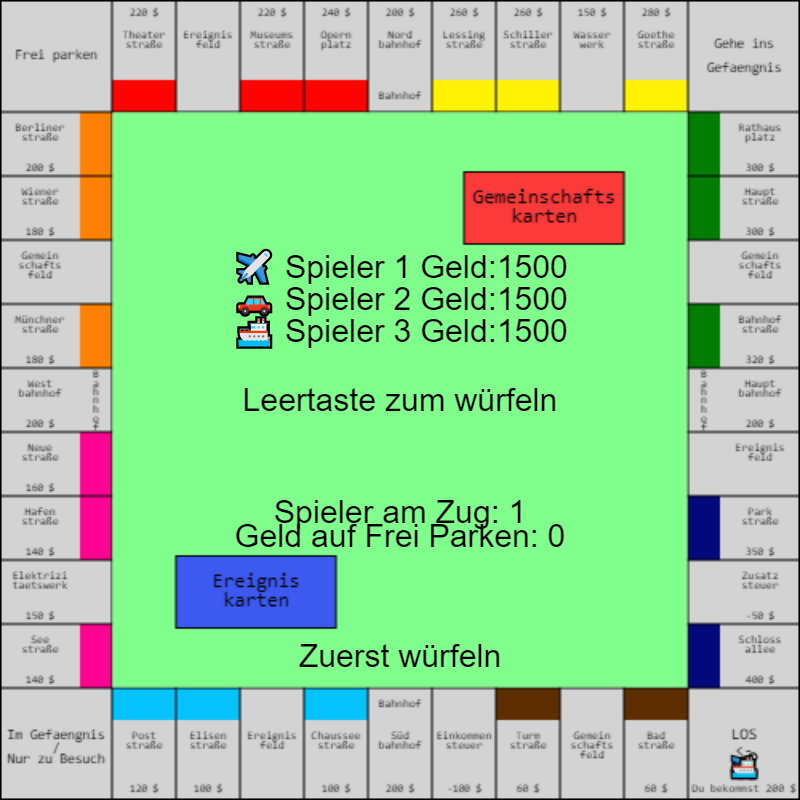 Frei parken
220 $
Theater
straße
Ereignis
feld
220 $
Museums
straße
240 $
Opern
platz
200 $
Nord
bahnhof
Bahnhof
260 $
Lessing
straße
260 $
Schiller
straße
150 $
Wasser
werk
280 $
Goethe
straße
Gehe ins
Gefaengnis
Berliner
straße
200 $
Wiener
straße
180 $
Gemein
schafts
feld
Münchner
straße
180 $
West
bahnhof
200 $
Bahnhof
Neue
straße
160 $
Hafen
straße
140 $
Elektrizi
taetswerk
150 $
See
straße
140 $
Gemeinschafts
karten
Spieler 1 Geld:1500
Spieler 2 Geld:1500
Spieler 3 Geld:1500
Leertaste zum würfeln
Spieler am Zug: 1
Geld auf Frei Parken: 0
Ereignis
karten
Zuerst würfeln
Rathaus
platz
300 $
Haupt
straße
300 $
Gemein
schafts
feld
Bahnhof
straße
320 $
Bahnhof
Haupt
bahnhof
200 $
Ereignis
feld
Park
straße
350 $
Zusatz
steuer
-50 $
Schloss
allee
400 $
Im Gefaengnis
/
Nur zu Besuch
Post
straße
120 $
Elisen
straße
100 $
Ereignis
feld
Chaussee
straße
100 $
Bahnhof
Süd
bahnhof
200 $
Einkommen
steuer
-100 $
Turm
straße
60 $
Gemein
schafts
feld
Bad
straße
60 $
LOS
Du bekommst 200 $